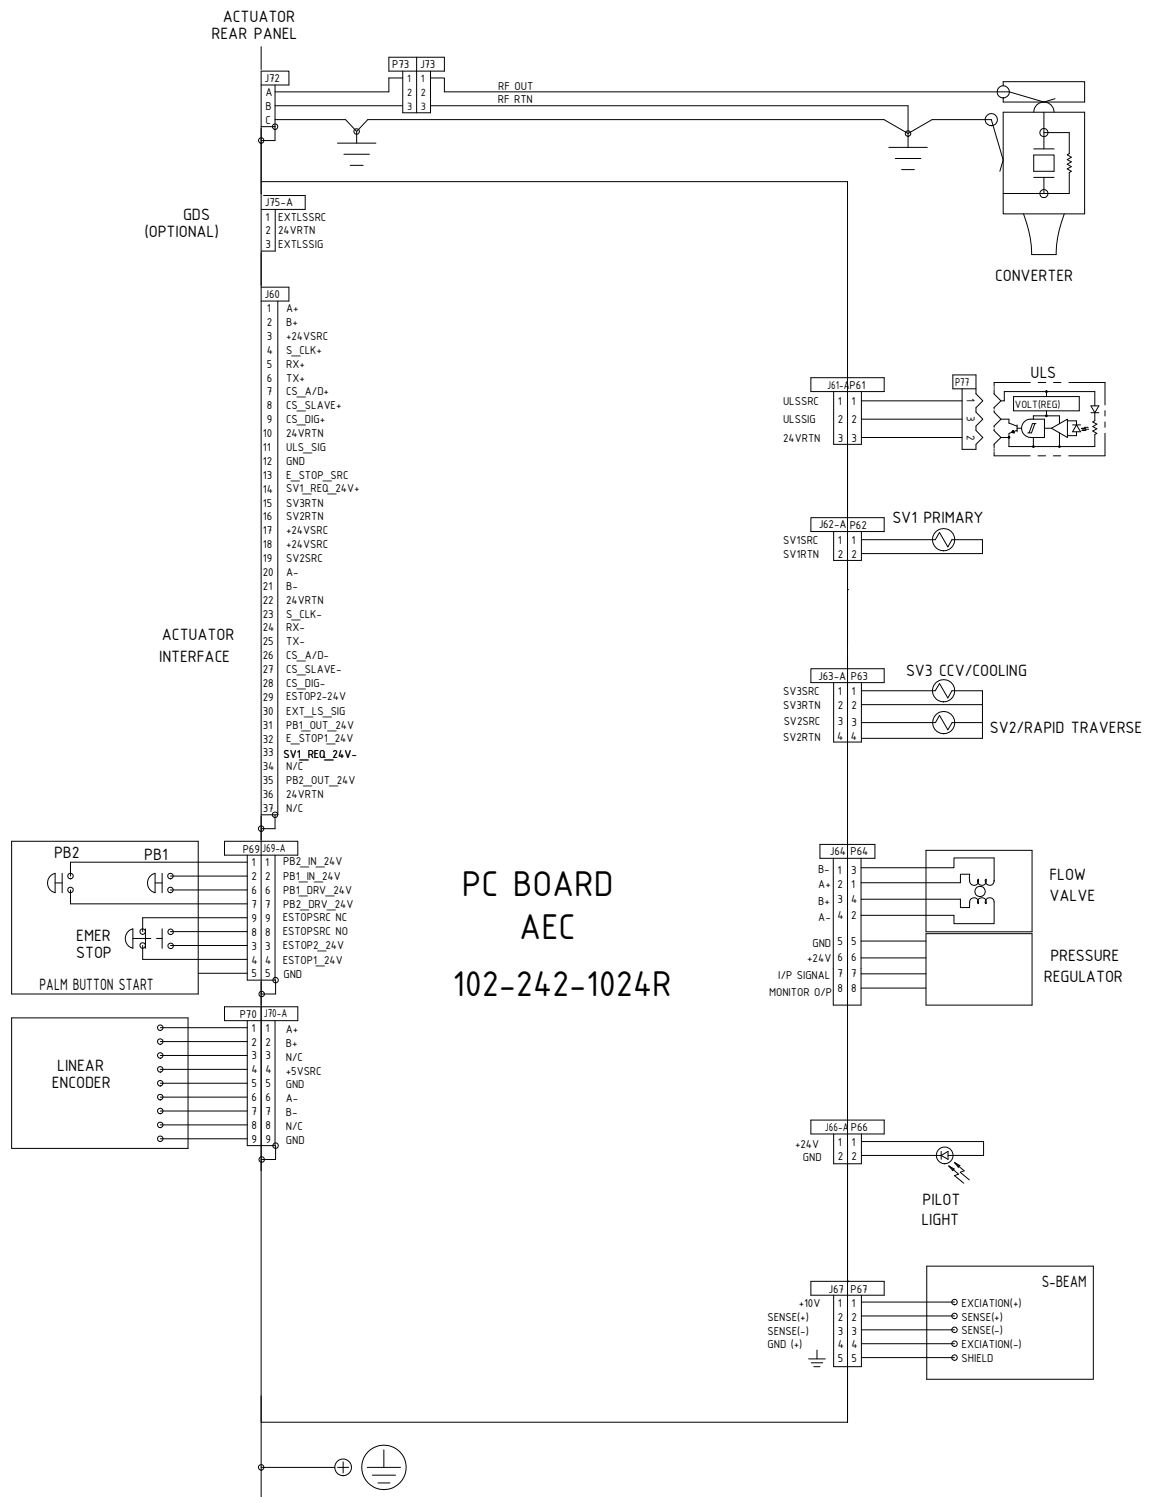 ACTUATOR
REAR PANEL
J72
A
B
C
P73 J73
1 1
2 2
3 3
RF OUT
RF RTN
CONVERTER
GDS
(OPTIONAL)
J75-A
1 EXTLSSRC
2 24VRTN
3 EXTLSSIG
ACTUATOR
INTERFACE
J60
1 A+
2 B+
3 +24VSRC
4 S_CLK+
5 RX+
6 TX+
7 CS_A/D+
8 CS_SLAVE+
9 CS_DIG+
10 24VRTN
11 ULS_SIG
12 GND
13 E_STOP_SRC
14 SV1_REQ_24V+
15 SV3RTN
16 SV2RTN
17 +24VSRC
18 +24VSRC
19 SV2SRC
20 A-
21 B-
22 24VRTN
23 S_CLK-
24 RX-
25 TX-
26 CS_A/D-
27 CS_SLAVE-
28 CS_DIG-
29 ESTOP2-24V
30 EXT_LS_SIG
31 PB1_OUT_24V
32 E_STOP1_24V
33 SV1_REQ_24V-
34 N/C
35 PB2_OUT_24V
36 24VRTN
37 N/C
PB2
PB1
EMER
STOP
PALM BUTTON START
P69 J69-A
1 1 PB2_IN_24V
2 2 PB1_IN_24V
6 6 PB1_DRV_24V
7 7 PB2_DRV_24V
9 9 ESTOPSRC NC
8 8 ESTOPSRC NO
3 3 ESTOP2_24V
4 4 ESTOP1_24V
5 5 GND
LINEAR
ENCODER
P70 J70-A
1 1 A+
2 2 B+
3 3 N/C
4 4 +5VSRC
5 5 GND
6 6 A-
7 7 B-
8 8 N/C
9 9 GND
PC BOARD
AEC
102-242-1024R
J61-A P61
ULSSRC 1 1
ULSSIG 2 2
24VRTN 3 3
P77
1
3
2
ULS
VOLT(REG)
J62-A P62
SV1SRC 1 1
SV1RTN 2 2
SV1 PRIMARY
J63-A P63
SV3SRC 1 1
SV3RTN 2 2
SV2SRC 3 3
SV2RTN 4 4
SV3 CCV/COOLING
SV2/RAPID TRAVERSE
J64 P64
B- 1 3
A+ 2 1
B+ 3 4
A- 4 2
GND 5 5
+24V 6 6
I/P SIGNAL 7 7
MONITOR O/P 8 8
FLOW
VALVE
PRESSURE
REGULATOR
J66-A P66
+24V 1 1
GND 2 2
PILOT
LIGHT
J67 P67
+10V 1 1
SENSE(+) 2 2
SENSE(-) 3 3
GND (+) 4 4
5 5
S-BEAM
EXCIATION(+)
SENSE(+)
SENSE(-)
EXCIATION(-)
SHIELD